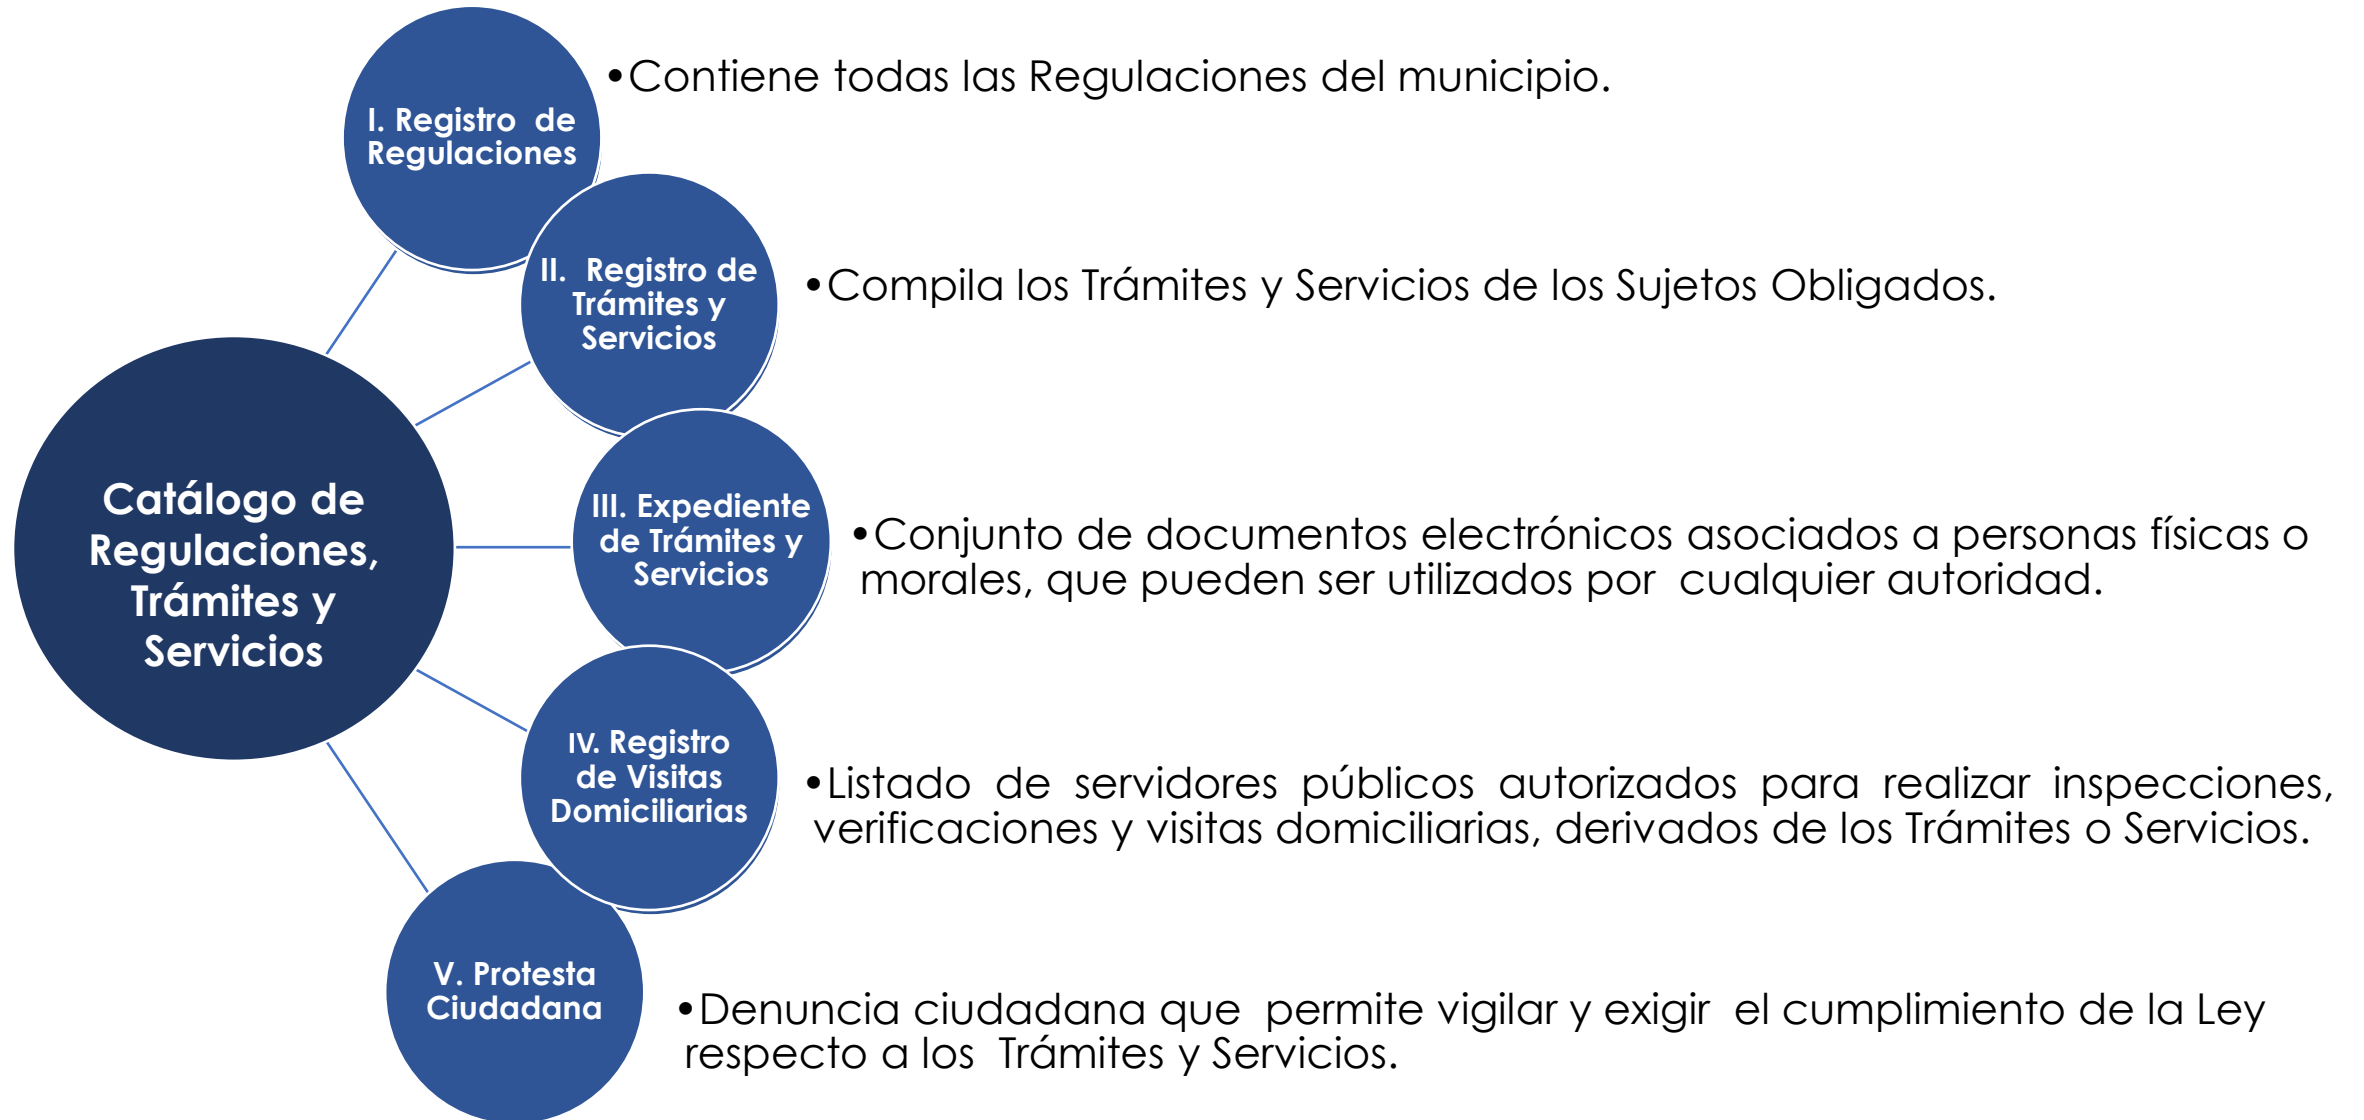 I. Registro de
Regulaciones
•Contiene todas las Regulaciones del municipio.
II. Registro de
Trámites y
Servicios
•Compila los Trámites y Servicios de los Sujetos Obligados.
Catálogo de
Regulaciones,
Trámites y
Servicios
III. Expediente
de Trámites y
Servicios
•Conjunto de documentos electrónicos asociados a personas físicas o
morales, que pueden ser utilizados por cualquier autoridad.
IV. Registro
de Visitas
Domiciliarias
•Listado de servidores públicos autorizados para realizar inspecciones,
verificaciones y visitas domiciliarias, derivados de los Trámites o Servicios.
V. Protesta
Ciudadana
•Denuncia ciudadana que permite vigilar y exigir el cumplimiento de la Ley
respecto a los Trámites y Servicios.